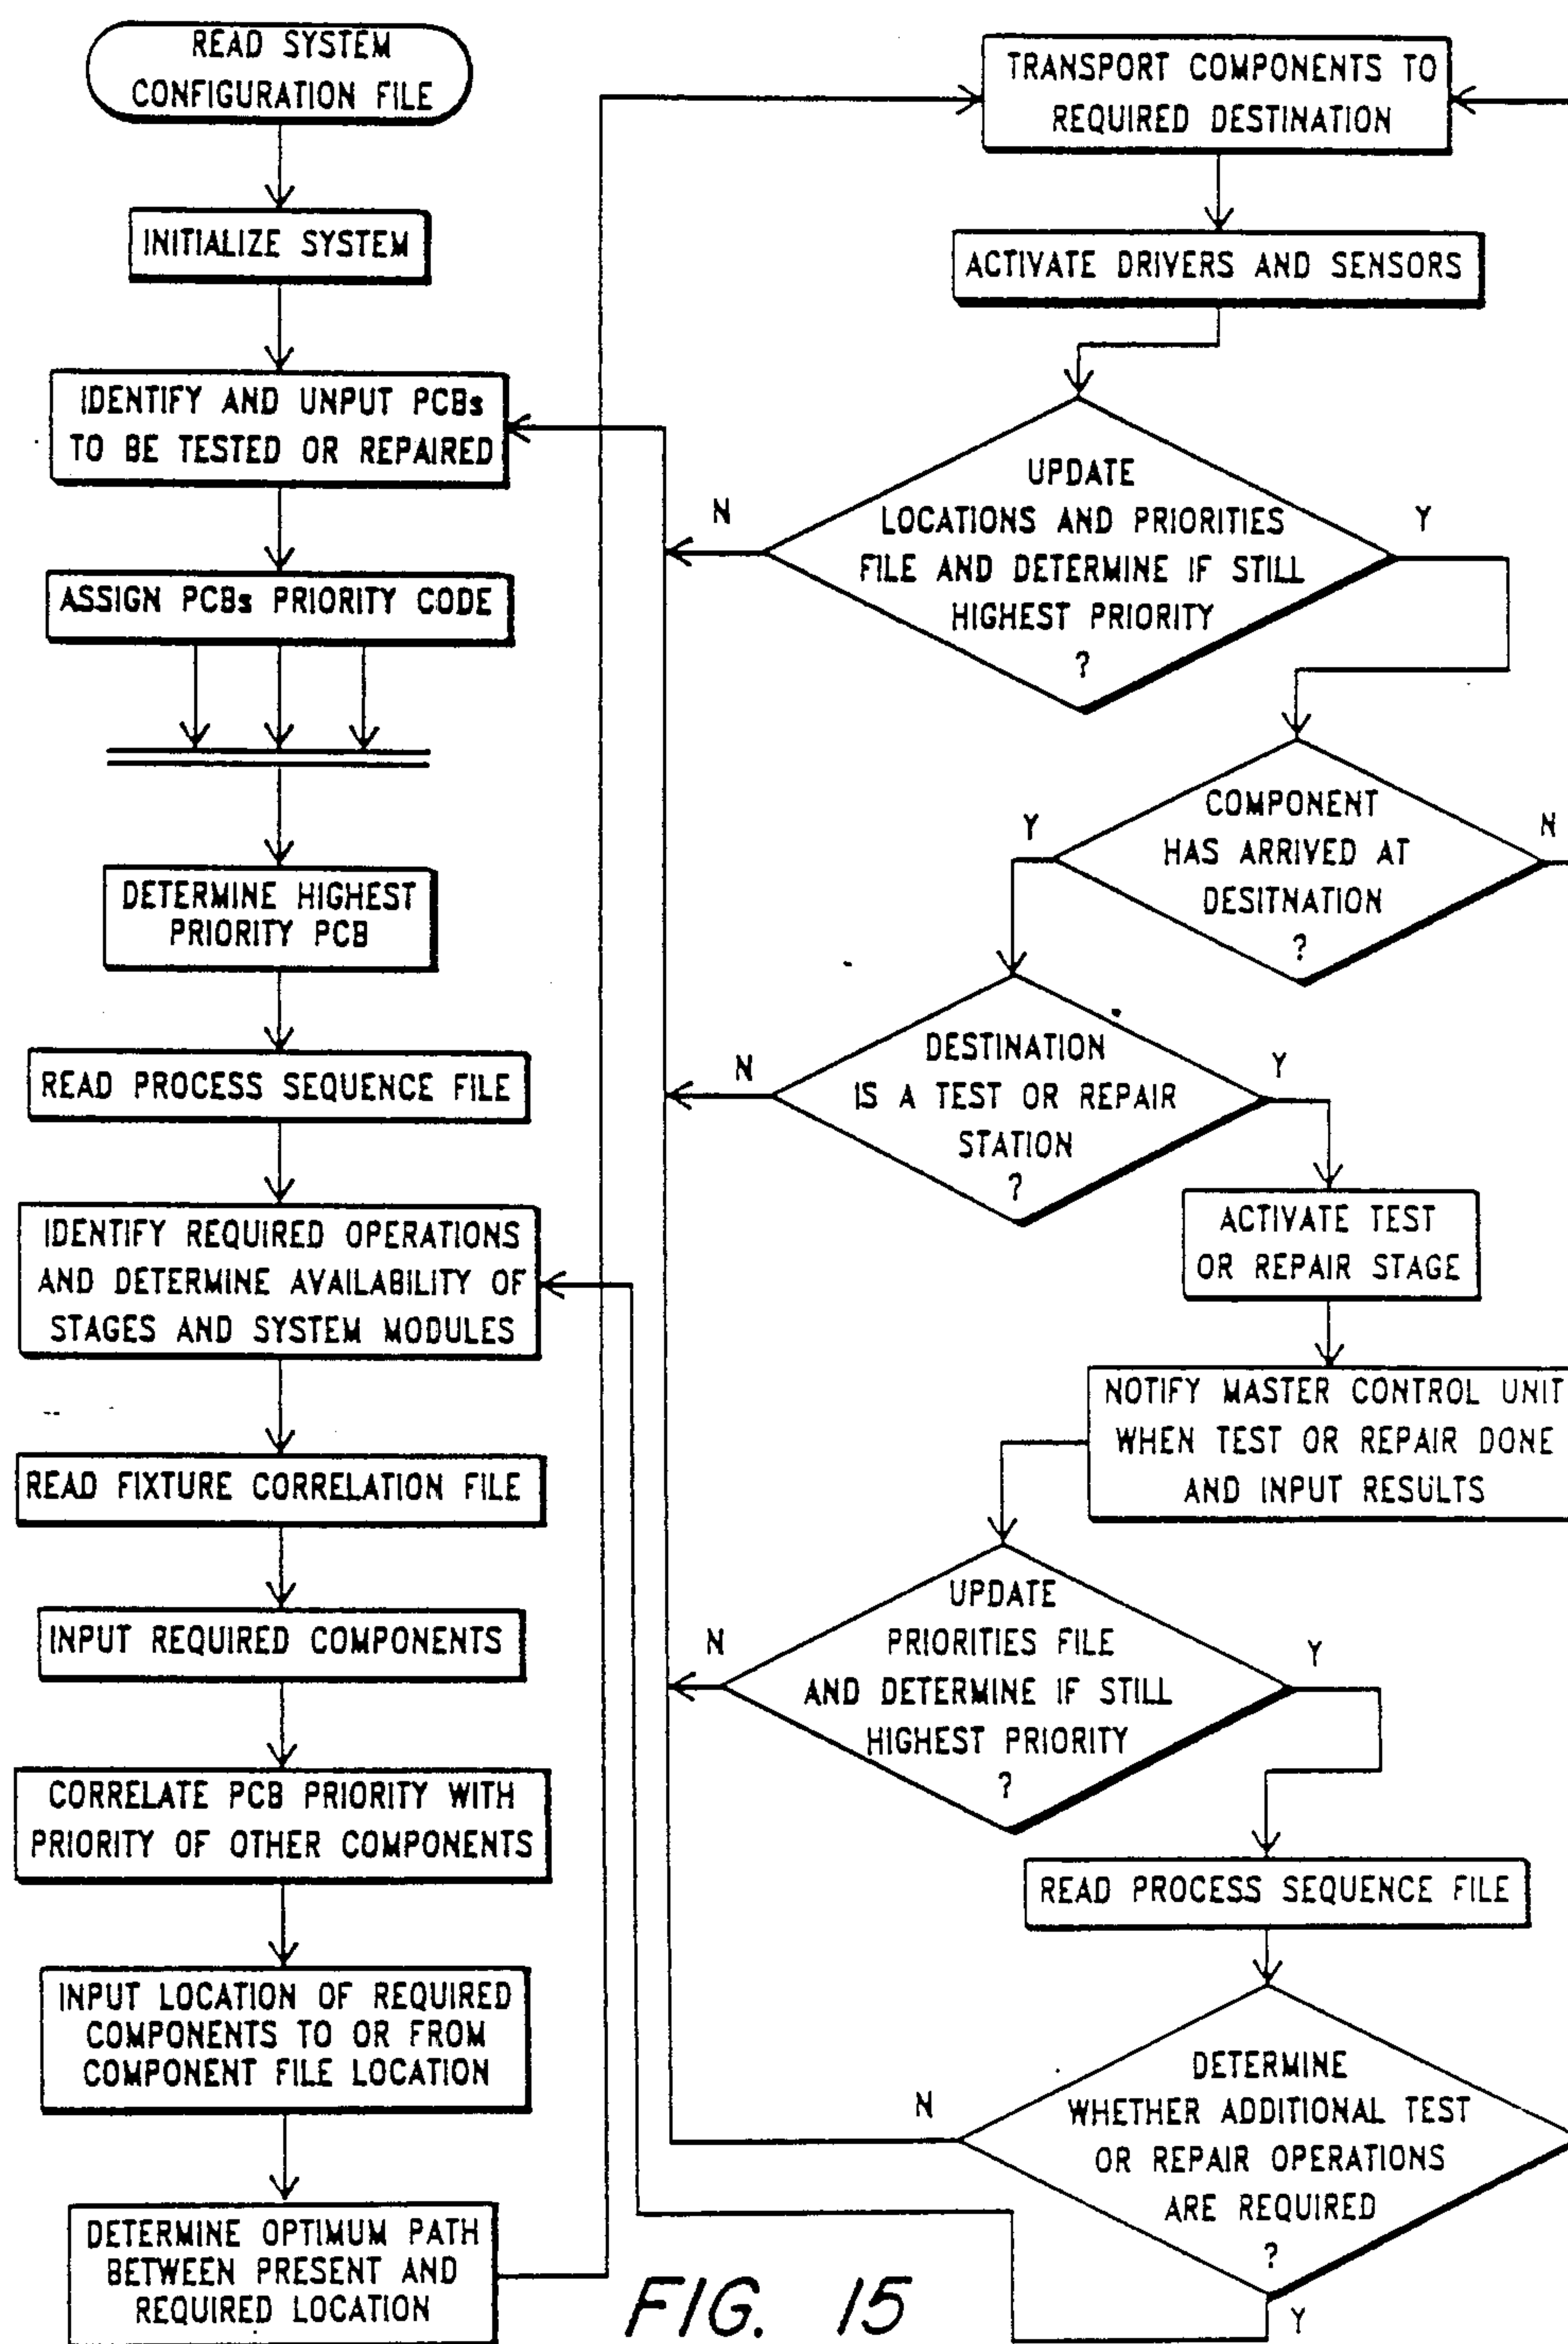 READ SYSTEM
CONFIGURATION FILE
INITIALIZE SYSTEM
IDENTIFY AND UNPUT PCBs
TO BE TESTED OR REPAIRED
ASSIGN PCBs PRIORITY CODE
DETERMINE HIGHEST
PRIORITY PCB
READ PROCESS SEQUENCE FILE
IDENTIFY REQUIRED OPERATIONS
AND DETERMINE AVAILABILITY OF
STAGES AND SYSTEM MODULES
READ FIXTURE CORRELATION FILE
INPUT REQUIRED COMPONENTS
CORRELATE PCB PRIORITY WITH
PRIORITY OF OTHER COMPONENTS
INPUT LOCATION OF REQUIRED
COMPONENTS TO OR FROM
COMPONENT FILE LOCATION
DETERMINE OPTIMUM PATH
BETWEEN PRESENT AND
REQUIRED LOCATION
TRANSPORT COMPONENTS TO
REQUIRED DESTINATION
ACTIVATE DRIVERS AND SENSORS
UPDATE
LOCATIONS AND PRIORITIES
FILE AND DETERMINE IF STILL
HIGHEST PRIORITY
?
N
Y
COMPONENT
HAS ARRIVED AT
DESITNATION
?
Y
N
DESTINATION
IS A TEST OR REPAIR
STATION
?
N
Y
ACTIVATE TEST
OR REPAIR STAGE
NOTIFY MASTER CONTROL UNIT
WHEN TEST OR REPAIR DONE
AND INPUT RESULTS
UPDATE
PRIORITIES FILE
AND DETERMINE IF STILL
HIGHEST PRIORITY
?
N
Y
READ PROCESS SEQUENCE FILE
DETERMINE
WHETHER ADDITIONAL TEST
OR REPAIR OPERATIONS
ARE REQUIRED
?
N
Y
FIG. 15